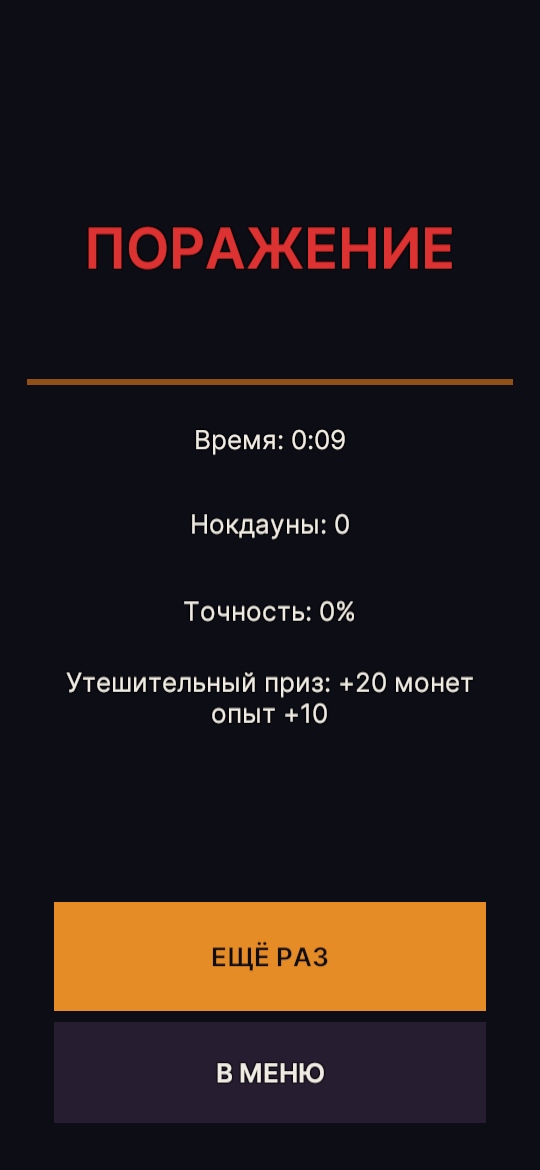 ПОРАЖЕНИЕ
Время: 0:09
Нокдауны: 0
Точность: 0%
Утешительный приз: +20 монет
опыт +10
ЕЩЁ РАЗ
В МЕНЮ